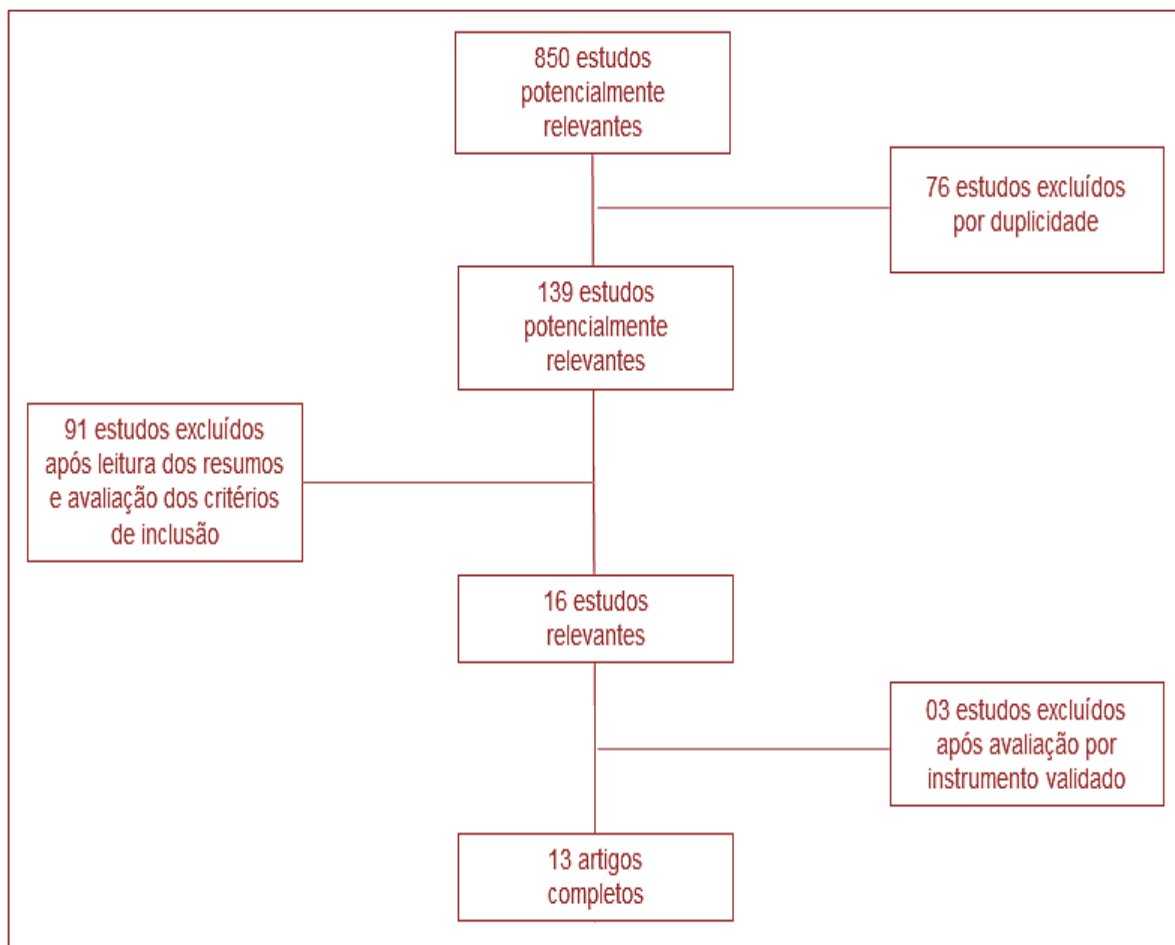 850 estudos
potencialmente
relevantes
76 estudos excluídos
por duplicidade
139 estudos
potencialmente
relevantes
91 estudos excluídos
após leitura dos resumos
e avaliação dos critérios
de inclusão
16 estudos
relevantes
03 estudos excluídos
após avaliação por
instrumento validado
13 artigos
completos